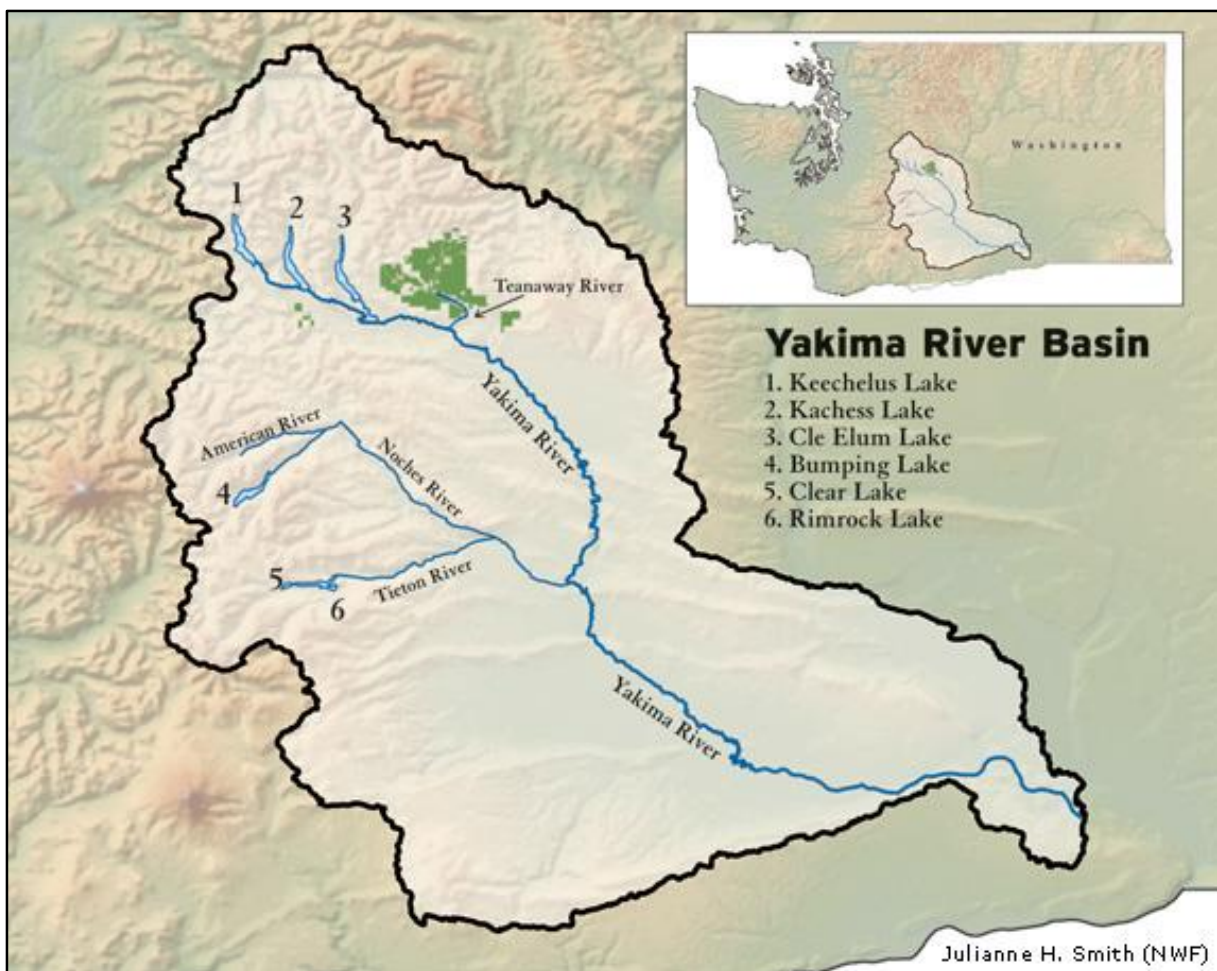 Washington
1
2
3
Teanaway River
Yakima River Basin
1. Keechelus Lake
2. Kachess Lake
3. Cle Elum Lake
4. Bumping Lake
5. Clear Lake
6. Rimrock Lake
Yakima River
American River
Noches River
4
5
6
Tieton River
Yakima River
Julianne H. Smith (NWF)